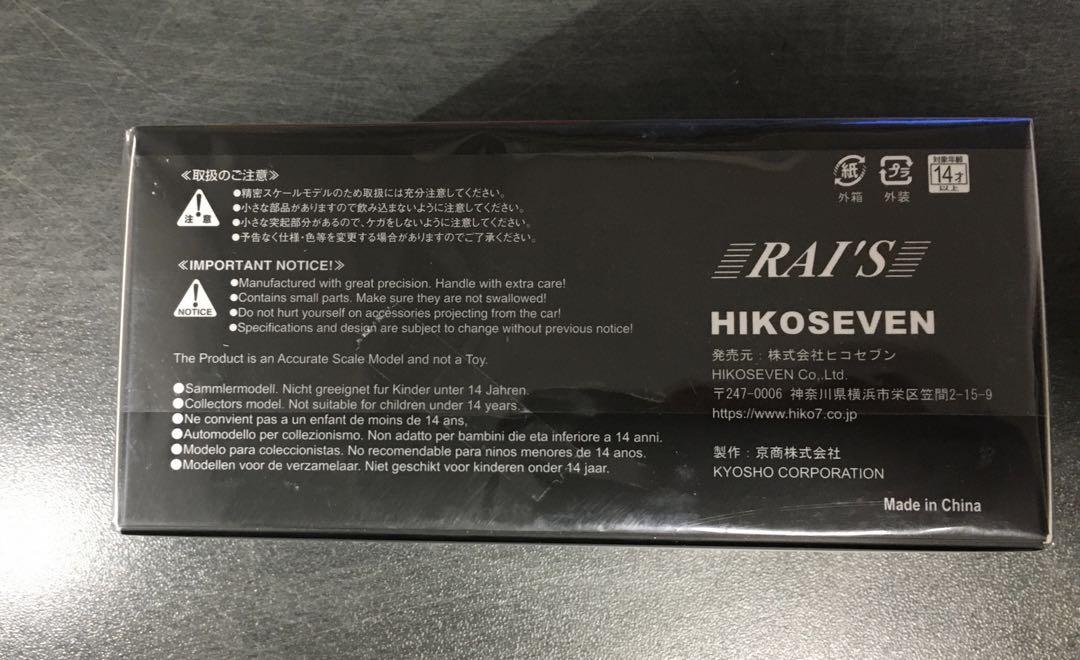 ≪取扱のご注意≫
注意
●精密スケールモデルのため取扱には充分注意してください。
●小さな部品がありますので飲み込まないように注意してください。
●小さな突起部分があるので、ケガをしないように注意してください。
●予告なく仕様・色等を変更する場合がありますのでご了承ください。
≪IMPORTANT NOTICE!≫
NOTICE
●Manufactured with great precision. Handle with extra care!
●Contains small parts. Make sure they are not swallowed!
●Do not hurt yourself on accessories projecting from the car!
●Specifications and design are subject to change without previous notice!
The Product is an Accurate Scale Model and not a Toy.
●Sammlermodell. Nicht greeignet fur Kinder unter 14 Jahren.
●Collectors model. Not suitable for children under 14 years.
●Ne convient pas a un enfant de moins de 14 ans,
●Automodello per collezionismo. Non adatto per bambini die eta inferiore a 14 anni.
●Modelo para coleccionistas. No recomendable para ninos menores de 14 anos.
●Modellen voor de verzamelaar. Niet geschikt voor kinderen onder 14 jaar.
紙
外箱
プラ
外装
対象年齢
14才
以上
RAI'S
HIKOSEVEN
発売元：株式会社ヒコセブン
HIKOSEVEN Co,.Ltd.
〒247-0006 神奈川県横浜市栄区笠間2-15-9
https://www.hiko7.co.jp
製作：京商株式会社
KYOSHO CORPORATION
Made in China